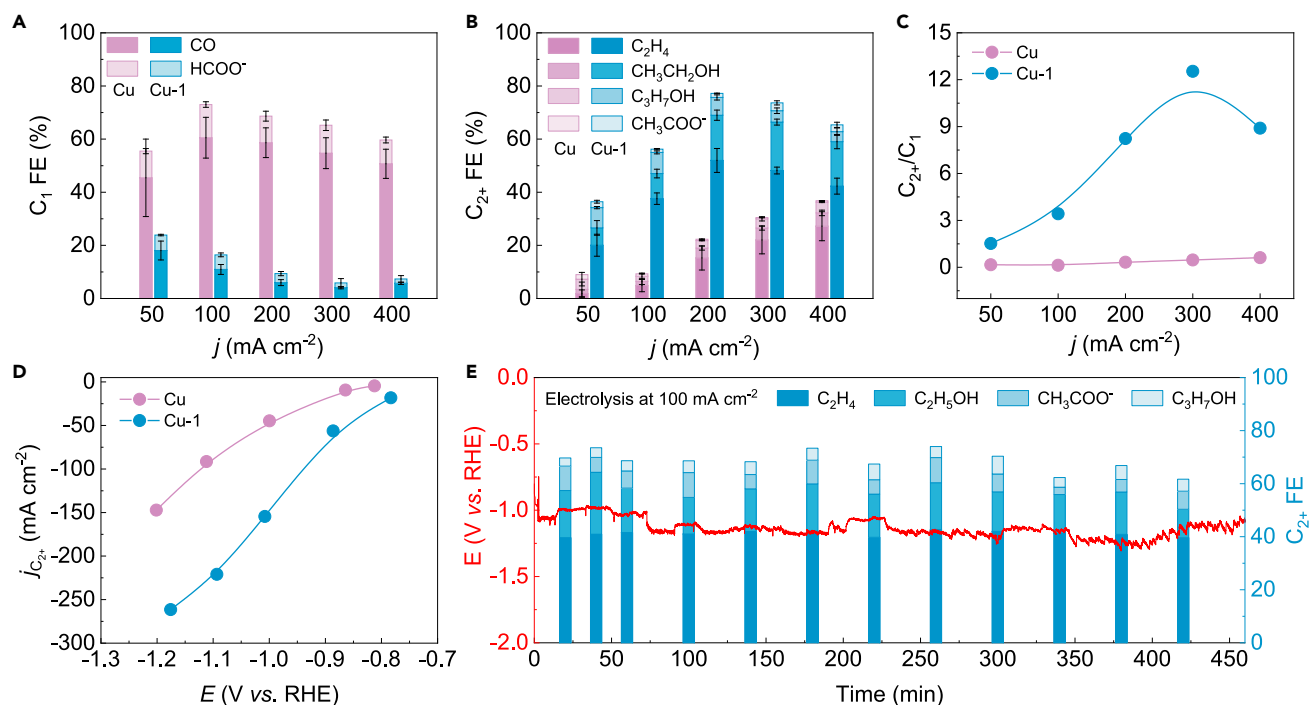 A
100
80
60
40
20
0
C₁ FE (%)
CO
HCOO⁻
Cu Cu-1
50 100 200 300 400
j (mA cm⁻²)
B
100
80
60
40
20
0
C₂₊ FE (%)
C₂H₄
CH₃CH₂OH
C₃H₇OH
CH₃COO⁻
Cu Cu-1
50 100 200 300 400
j (mA cm⁻²)
C
15
12
9
6
3
0
C₂₊/C₁
Cu
Cu-1
50 100 200 300 400
j (mA cm⁻²)
D
0
-50
-100
-150
-200
-250
-300
j C₂₊ (mA cm⁻²)
Cu
Cu-1
-1.3 -1.2 -1.1 -1.0 -0.9 -0.8 -0.7
E (V vs. RHE)
E
0.0
-0.5
-1.0
-1.5
-2.0
E (V vs. RHE)
Electrolysis at 100 mA cm⁻² C₂H₄ C₂H₅OH CH₃COO⁻ C₃H₇OH
100
80
60
40
20
0
C₂₊ FE
0 50 100 150 200 250 300 350 400 450
Time (min)